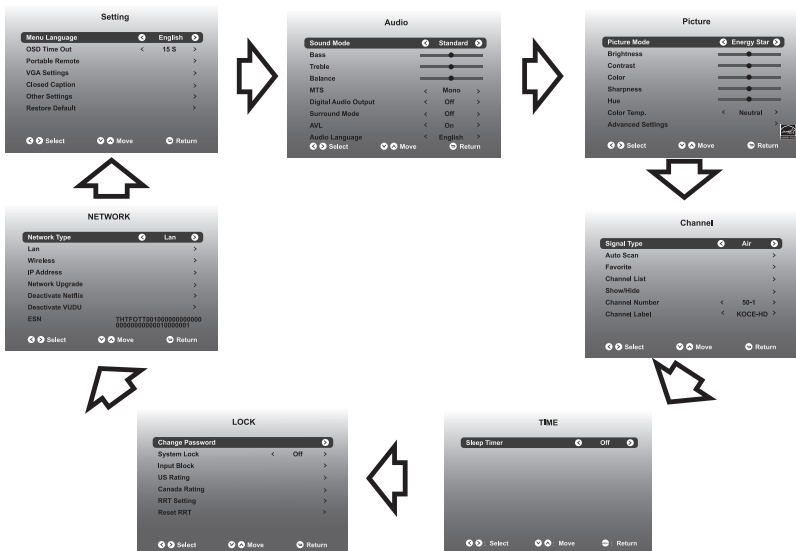 Setting
Menu Language English
OSD Time Out 15 S
Portable Remote
VGA Settings
Closed Caption
Other Settings
Restore Default
Select Move Return
Audio
Sound Mode Standard
Bass
Treble
Balance
MTS Mono
Digital Audio Output Off
Surround Mode Off
AVL On
Audio Language English
Select Move Return
Picture
Picture Mode Energy Star
Brightness
Contrast
Color
Sharpness
Hue
Color Temp. Neutral
Advanced Settings
Select Move Return
NETWORK
Network Type Lan
Lan
Wireless
IP Address
Network Upgrade
Deactivate Netflix
Deactivate VUDU
ESN THTFOTT001000000000000
00000000000010000001
Select Move Return
Channel
Signal Type Air
Auto Scan
Favorite
Channel List
Show/Hide
Channel Number 50-1
Channel Label KOCE-HD
Select Move Return
LOCK
Change Password
System Lock Off
Input Block
US Rating
Canada Rating
RRT Setting
Reset RRT
Select Move Return
TIME
Sleep Timer Off
: Select : Move : Return